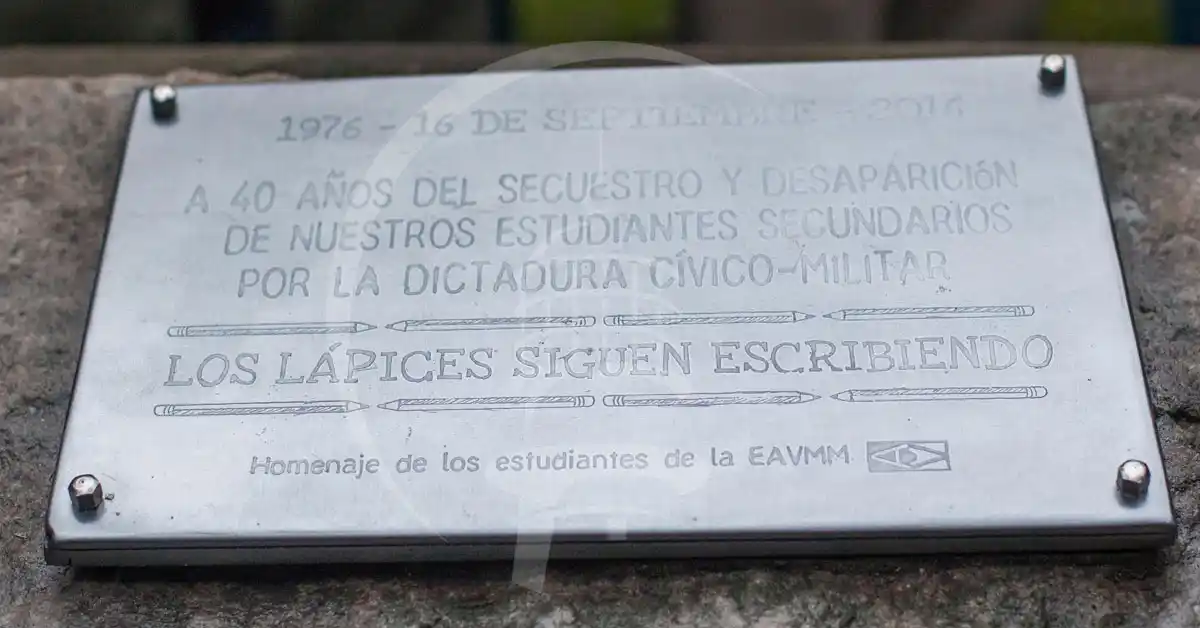 1976 - 16 DE SEPTIEMBRE - 2016
A 40 AÑOS DEL SECUESTRO Y DESAPARICIÓN
DE NUESTROS ESTUDIANTES SECUNDARIOS
POR LA DICTADURA CÍVICO-MILITAR
LOS LÁPICES SIGUEN ESCRIBIENDO
Homenaje de los estudiantes de la EAVMM